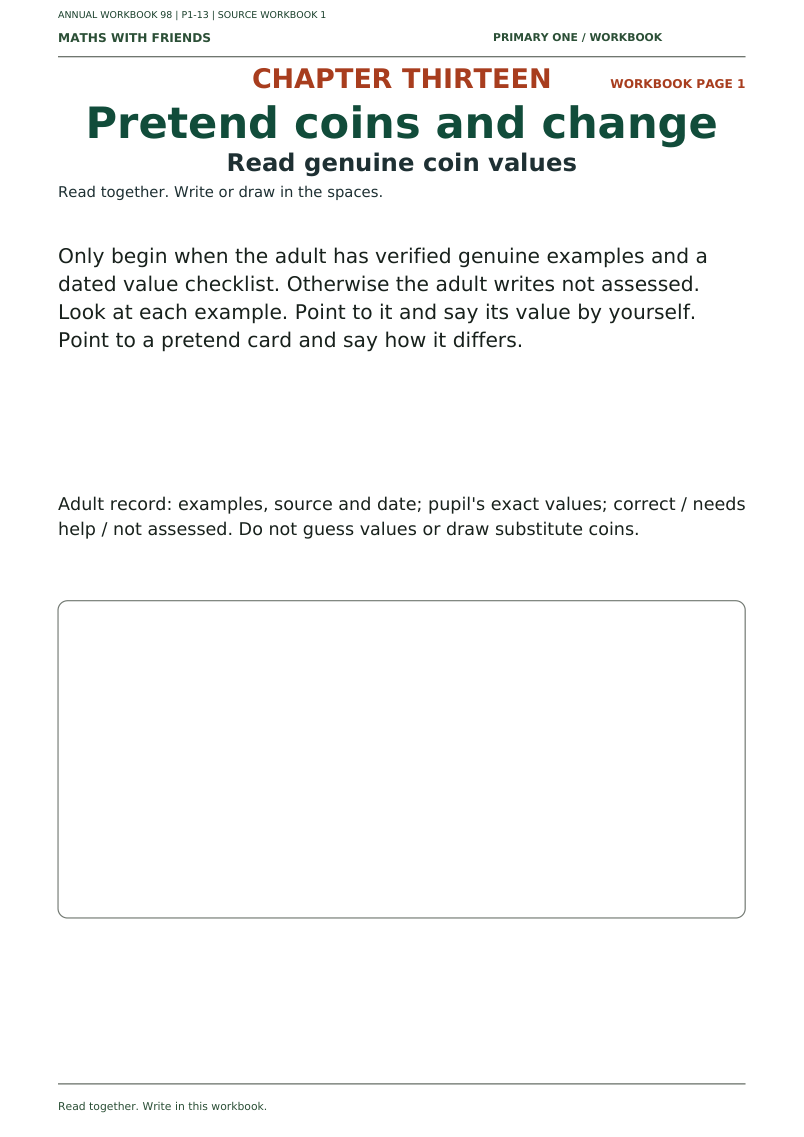 ANNUAL WORKBOOK 98 | P1-13 | SOURCE WORKBOOK 1
MATHS WITH FRIENDS
PRIMARY ONE / WORKBOOK
CHAPTER THIRTEEN
WORKBOOK PAGE 1
Pretend coins and change
Read genuine coin values
Read together. Write or draw in the spaces.
Only begin when the adult has verified genuine examples and a
dated value checklist. Otherwise the adult writes not assessed.
Look at each example. Point to it and say its value by yourself.
Point to a pretend card and say how it differs.
Adult record: examples, source and date; pupil's exact values; correct / needs
help / not assessed. Do not guess values or draw substitute coins.
Read together. Write in this workbook.